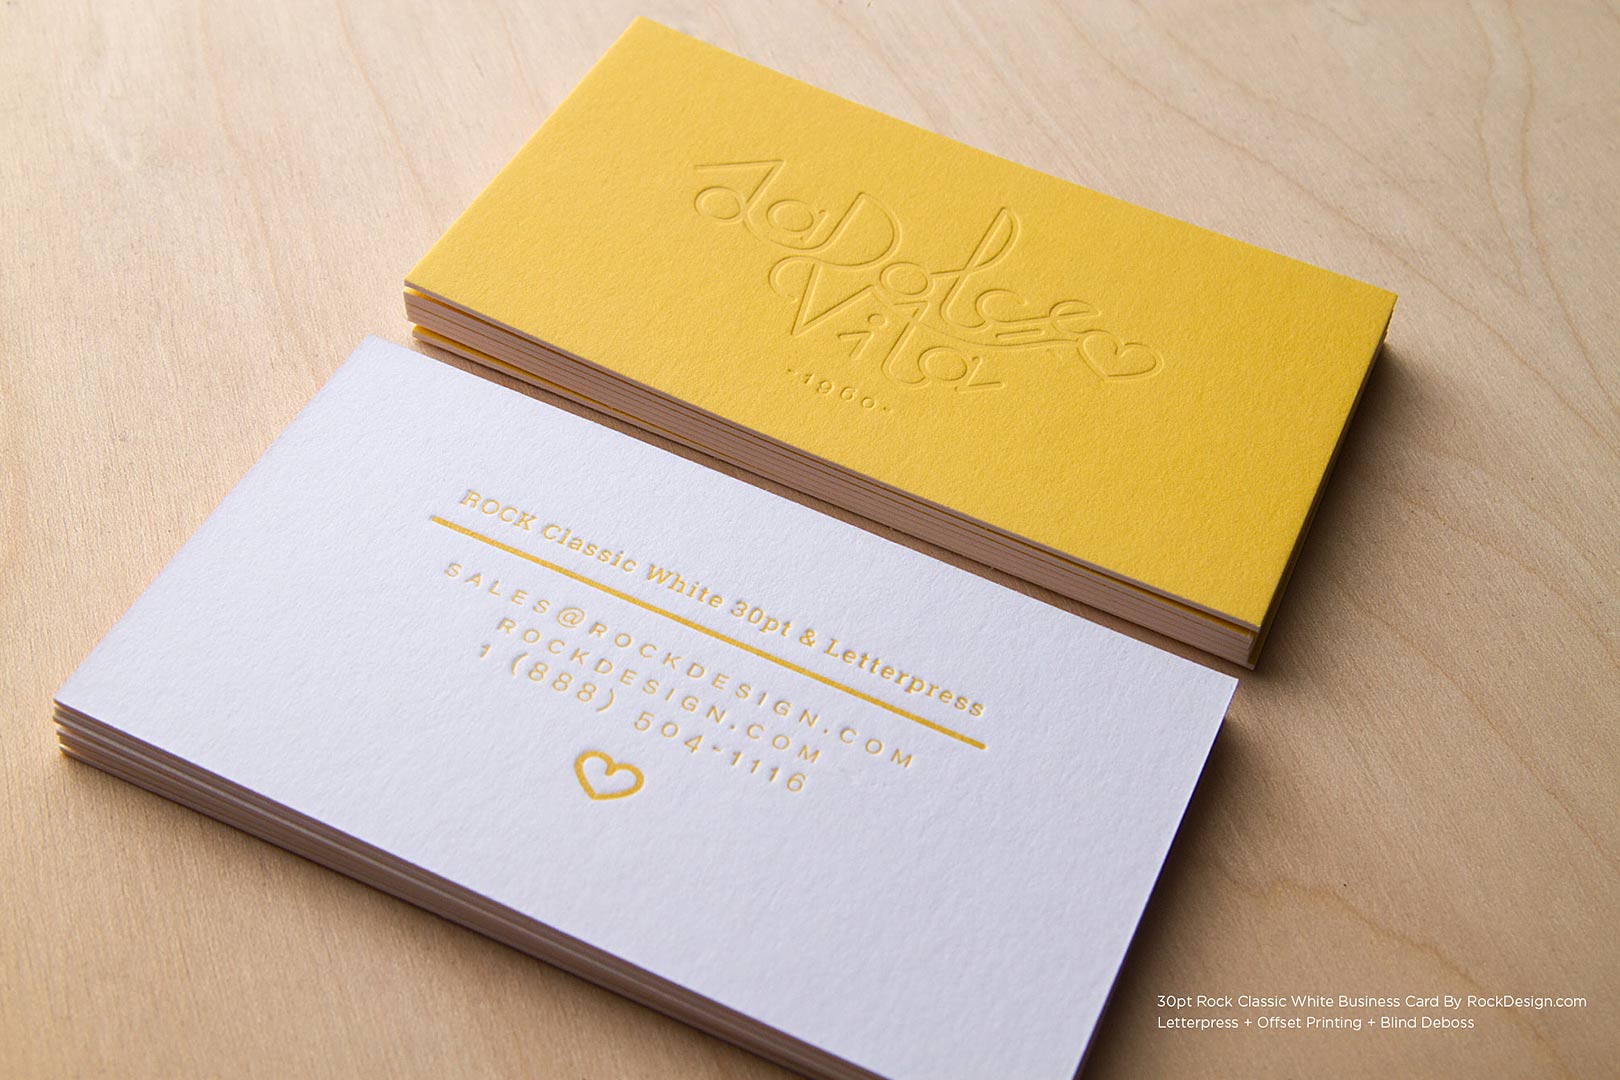 La Dolce
Vita
·1960·
ROCK Classic White 30pt & Letterpress
SALES@ROCKDESIGN.COM
ROCKDESIGN.COM
1 (888) 504-1116
30pt Rock Classic White Business Card By RockDesign.com
Letterpress + Offset Printing + Blind Deboss